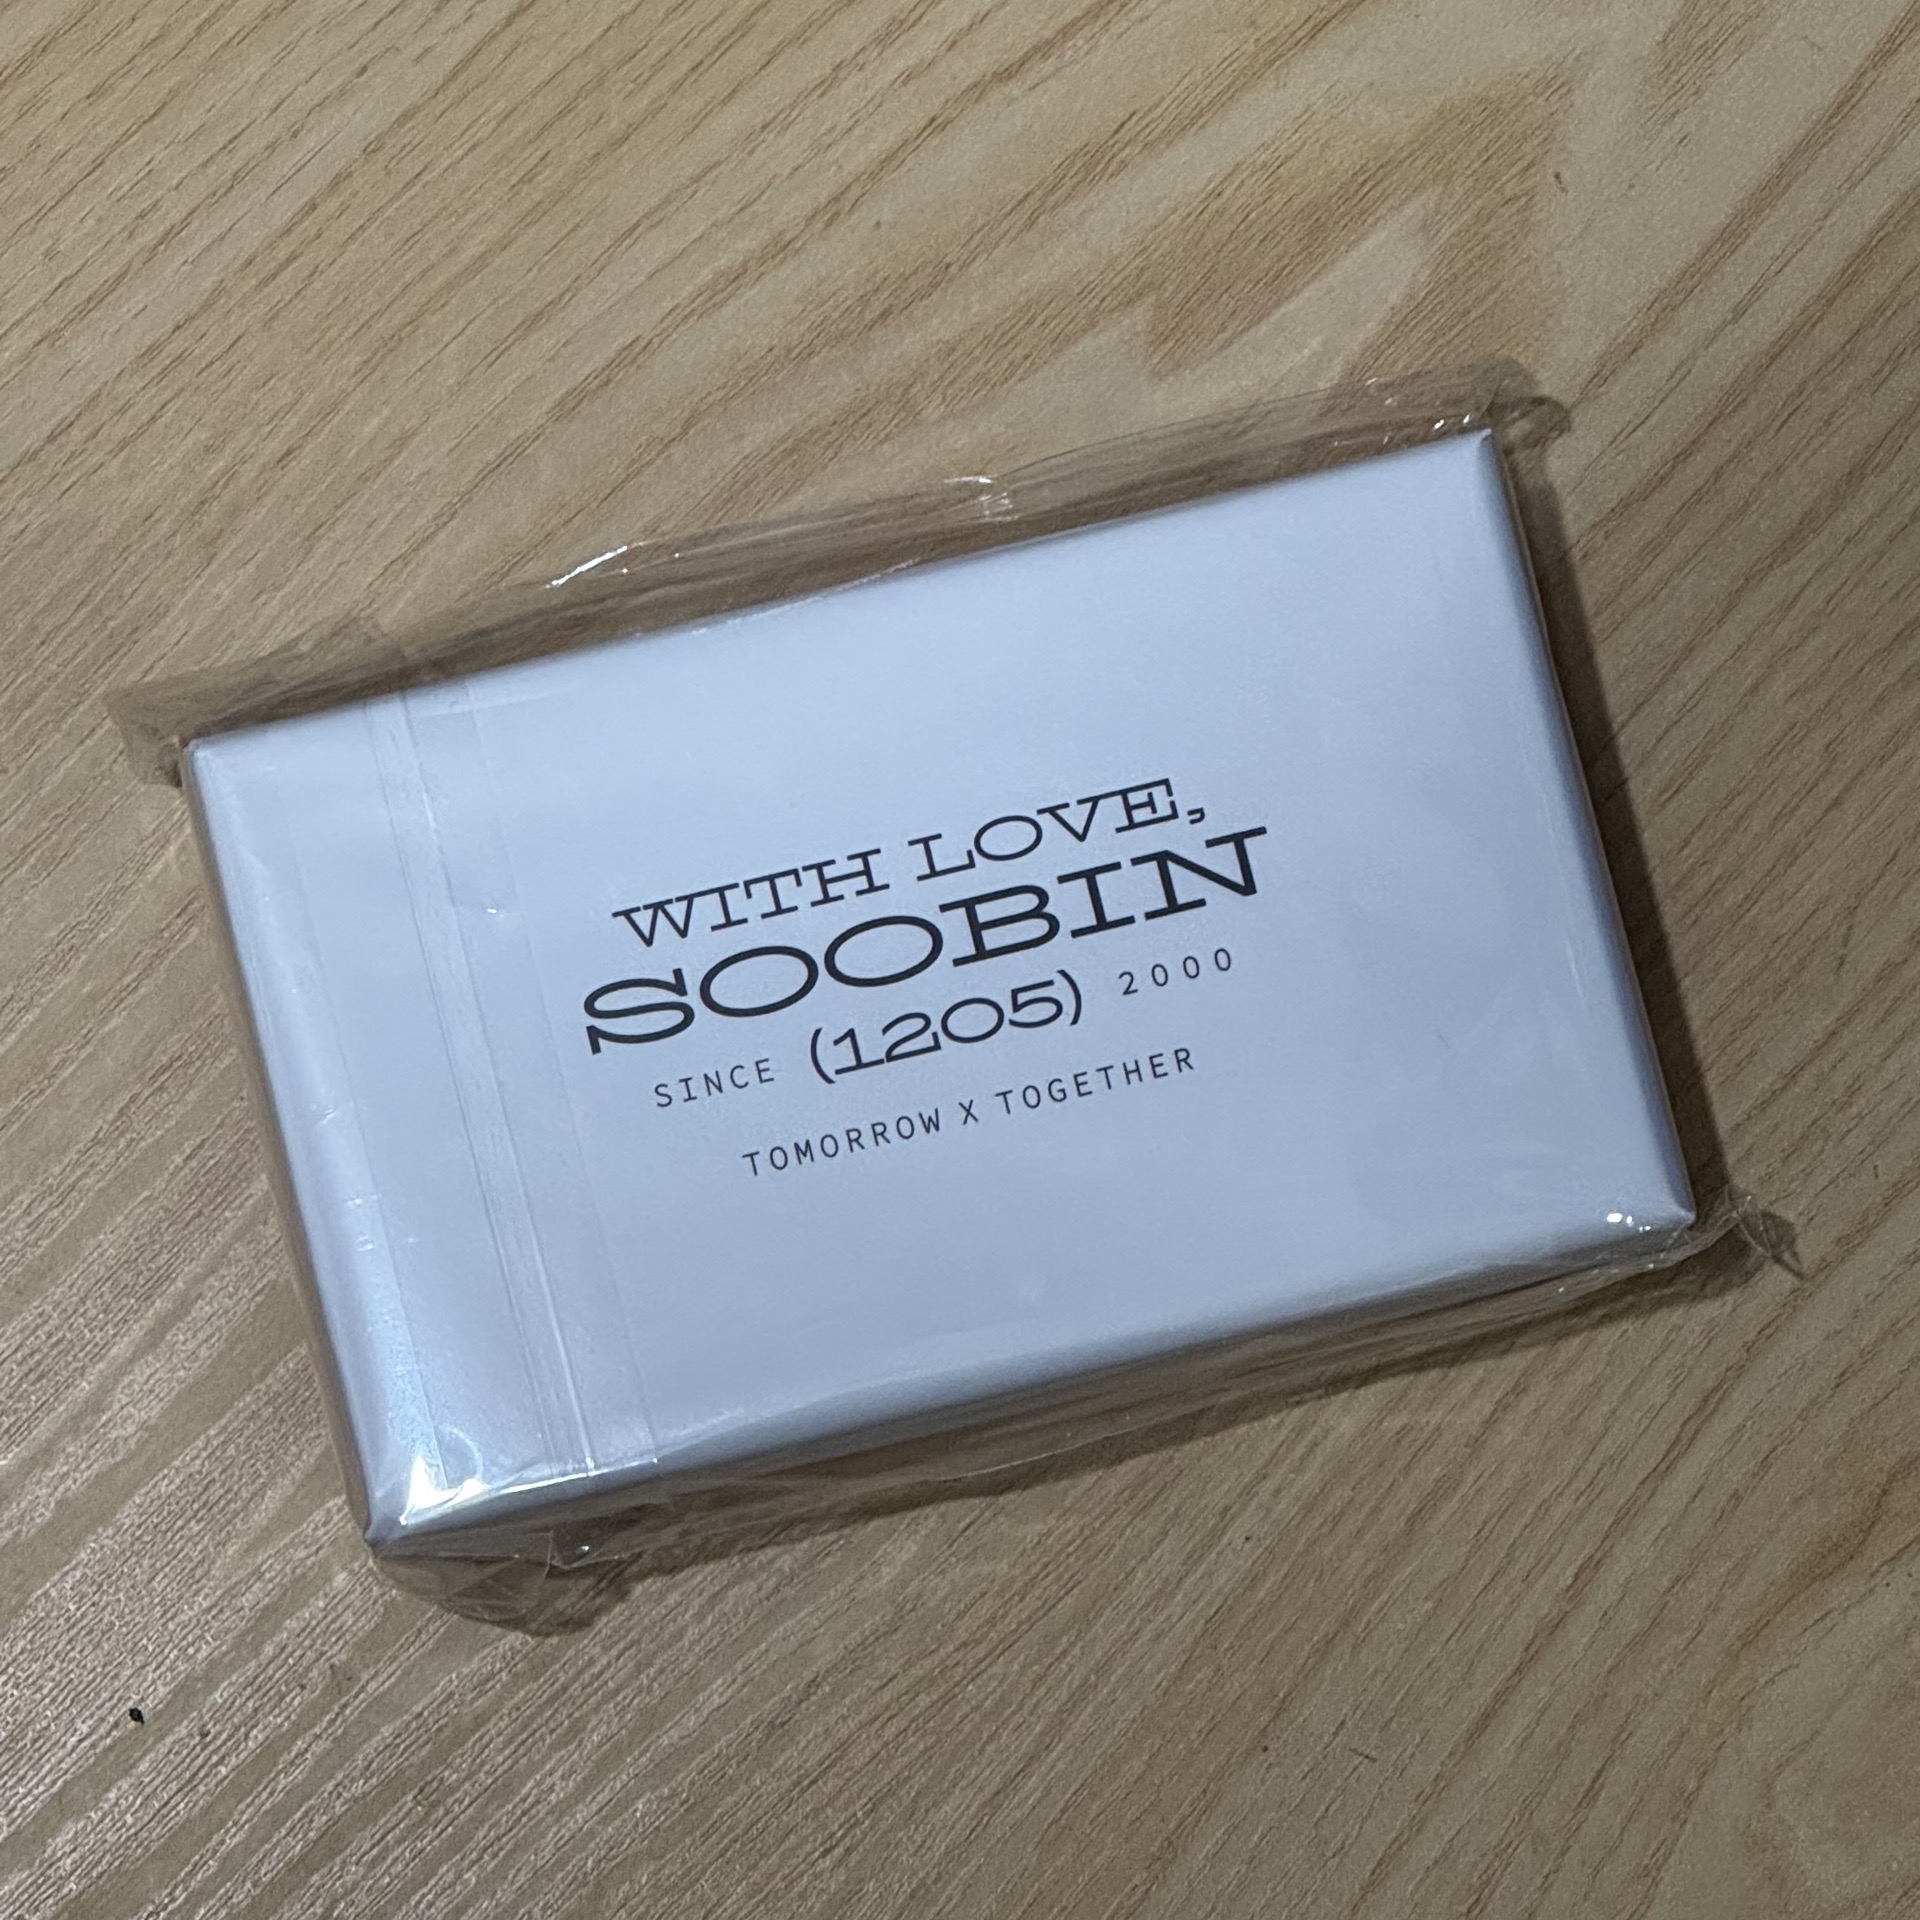 WITH LOVE,
SOOBIN
SINCE (1205) 2000
TOMORROW X TOGETHER